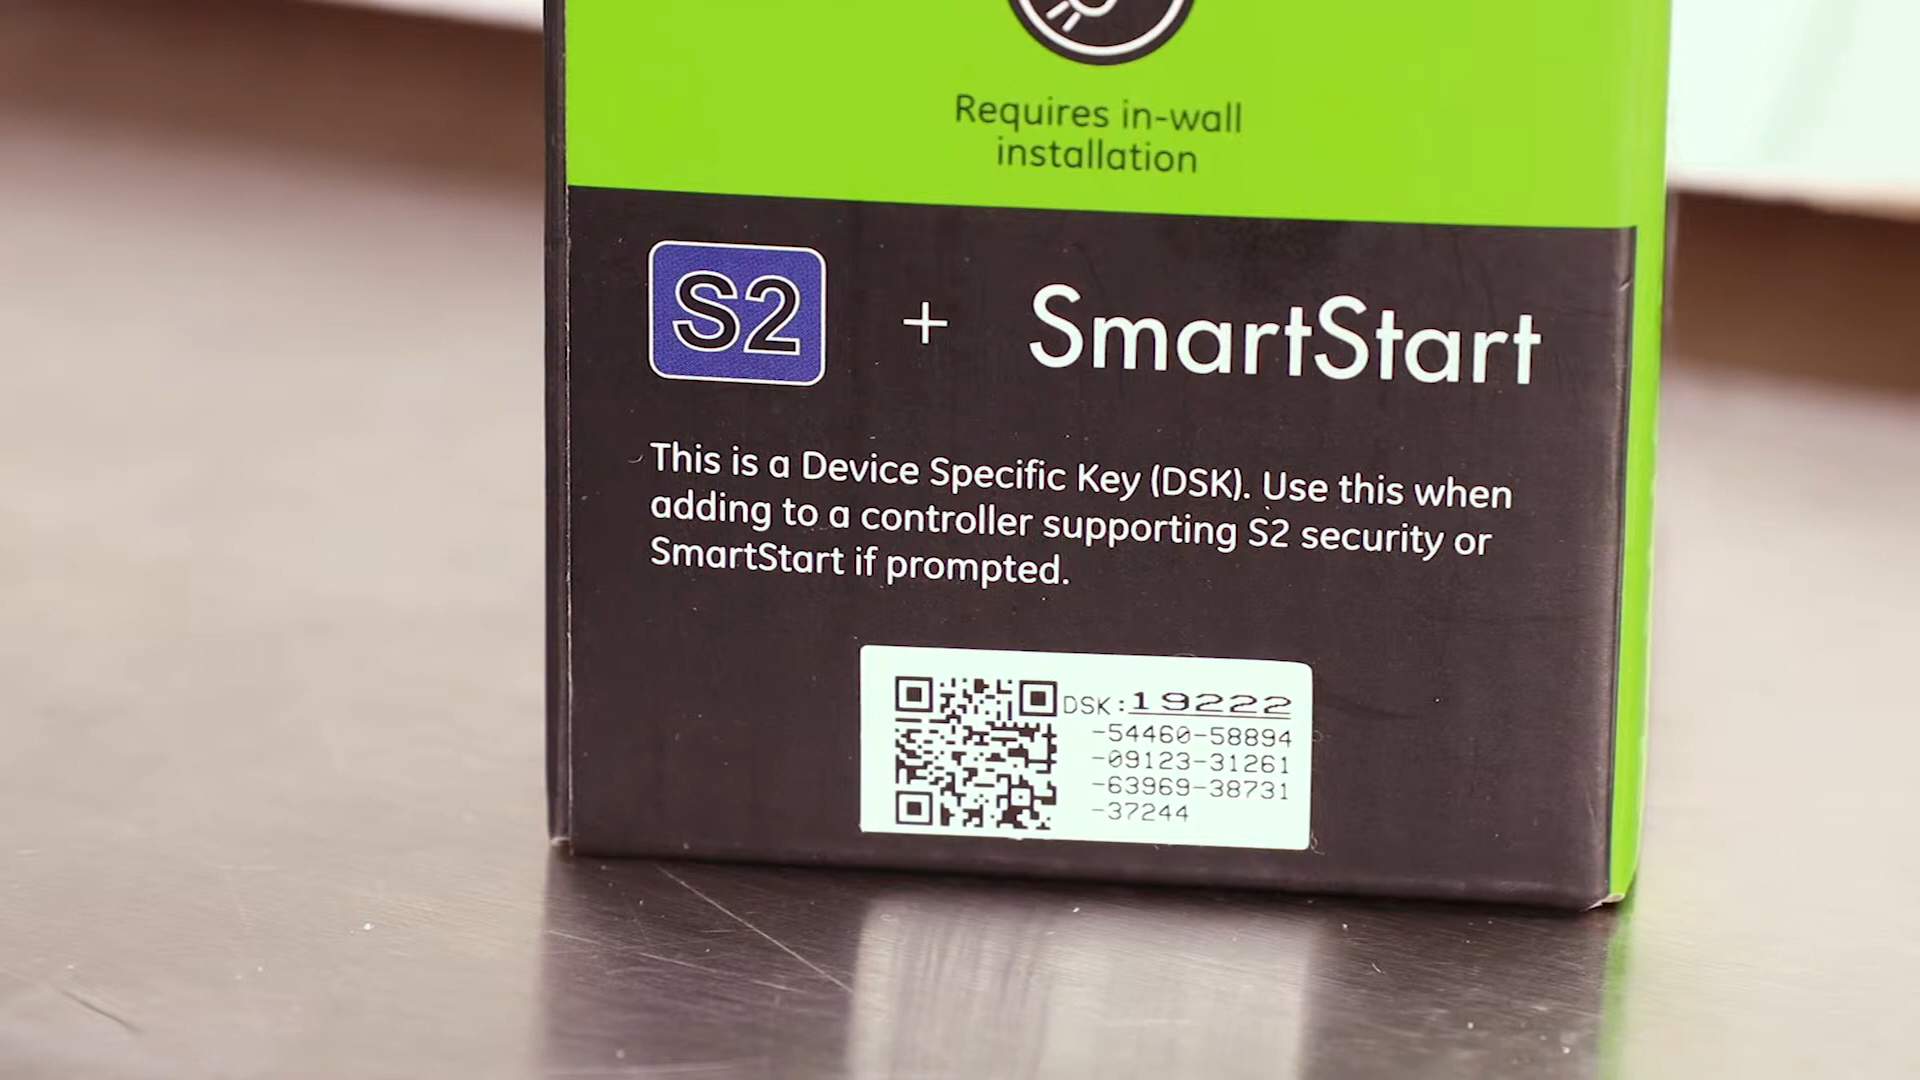 Requires in-wall
installation
S2 + SmartStart
This is a Device Specific Key (DSK). Use this when
adding to a controller supporting S2 security or
SmartStart if prompted.
DSK:19222
-54460-58894
-09123-31261
-63969-38731
-37244